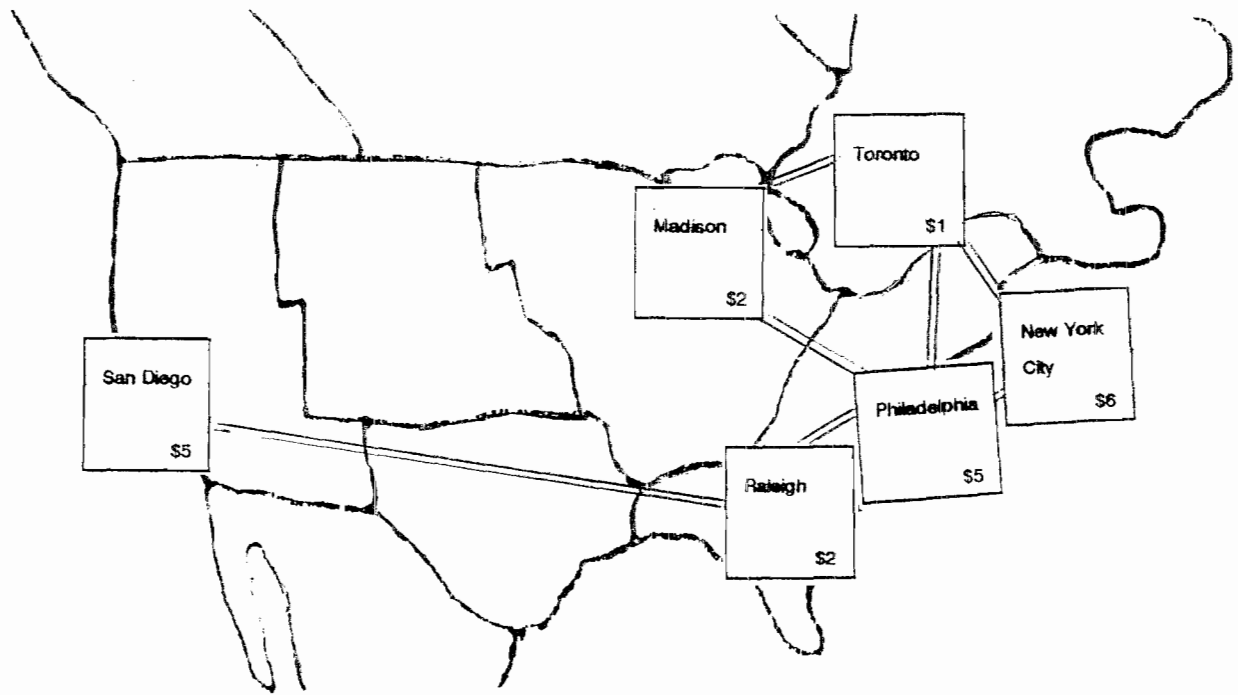 Toronto
$1
Madison
$2
New York
City
$6
San Diego
$5
Philadelphia
$5
Raleigh
$2